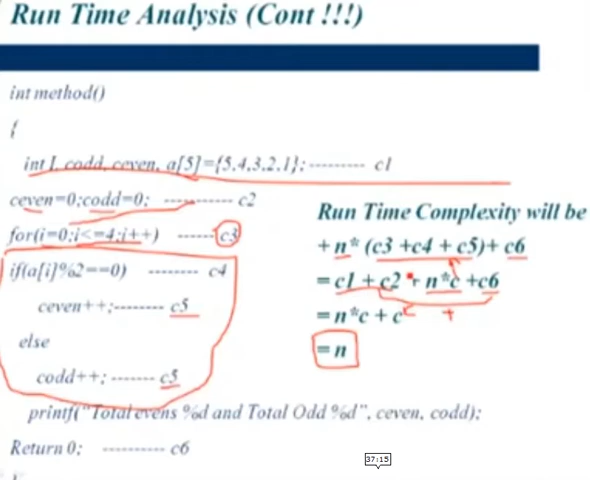 Run Time Analysis (Cont !!!)
int method()
{
int I, codd, ceven, a[5]={5,4,3,2,1}; --------- c1
ceven=0;codd=0; ----------- c2
for(i=0;i<=4;i++) ------c3
if(a[i]%2==0) -------- c4
ceven++;-------- c5
else
codd++; ------- c5
printf("Total evens %d and Total Odd %d", ceven, codd);
Return 0; ---------- c6
Run Time Complexity will be
+ n* (c3 +c4 + c5)+ c6
= c1 + c2 + n*c +c6
= n*c + c
= n
+
37:15